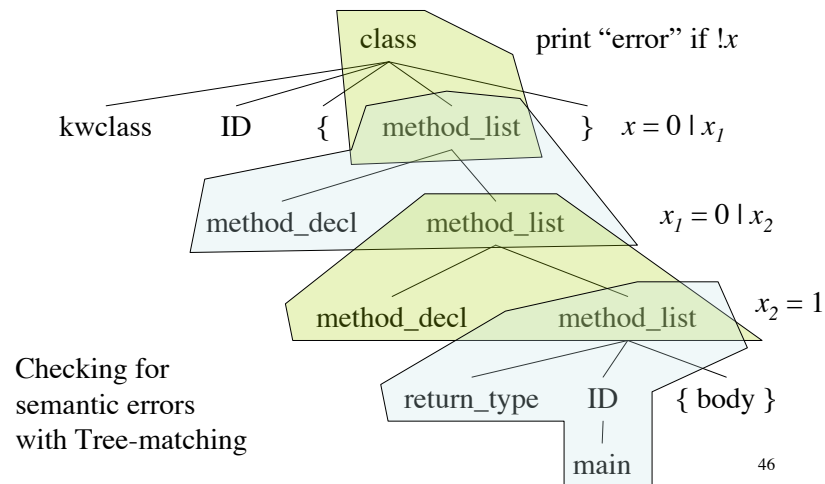 class print “error” if !x
kwclass ID { method_list } x = 0 | x₁
method_decl method_list x₁ = 0 | x₂
method_decl method_list x₂ = 1
Checking for
semantic errors
with Tree-matching
return_type ID { body }
main
46